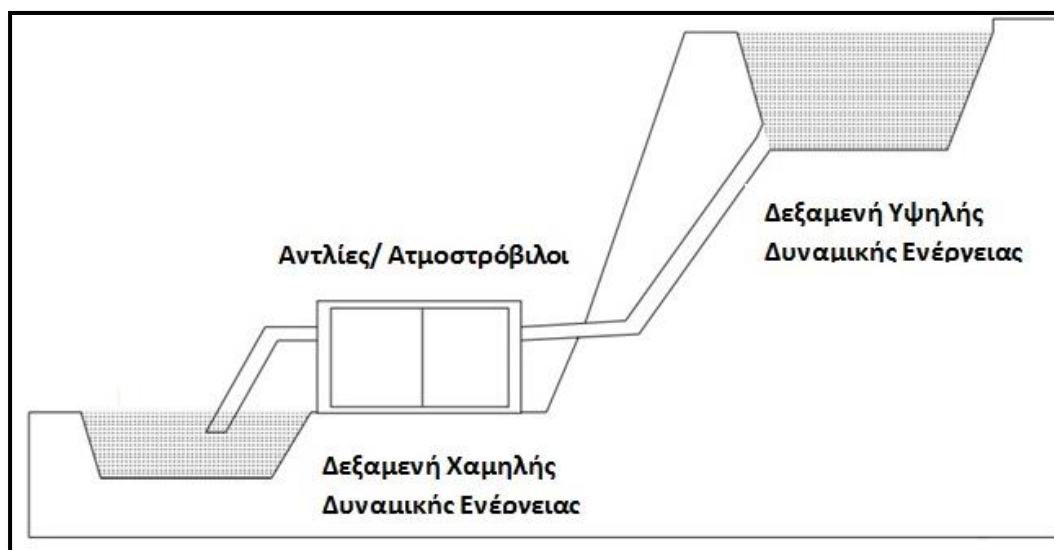 Δεξαμενή Υψηλής
Δυναμικής Ενέργειας
Αντλίες/ Ατμοστρόβιλοι
Δεξαμενή Χαμηλής
Δυναμικής Ενέργειας